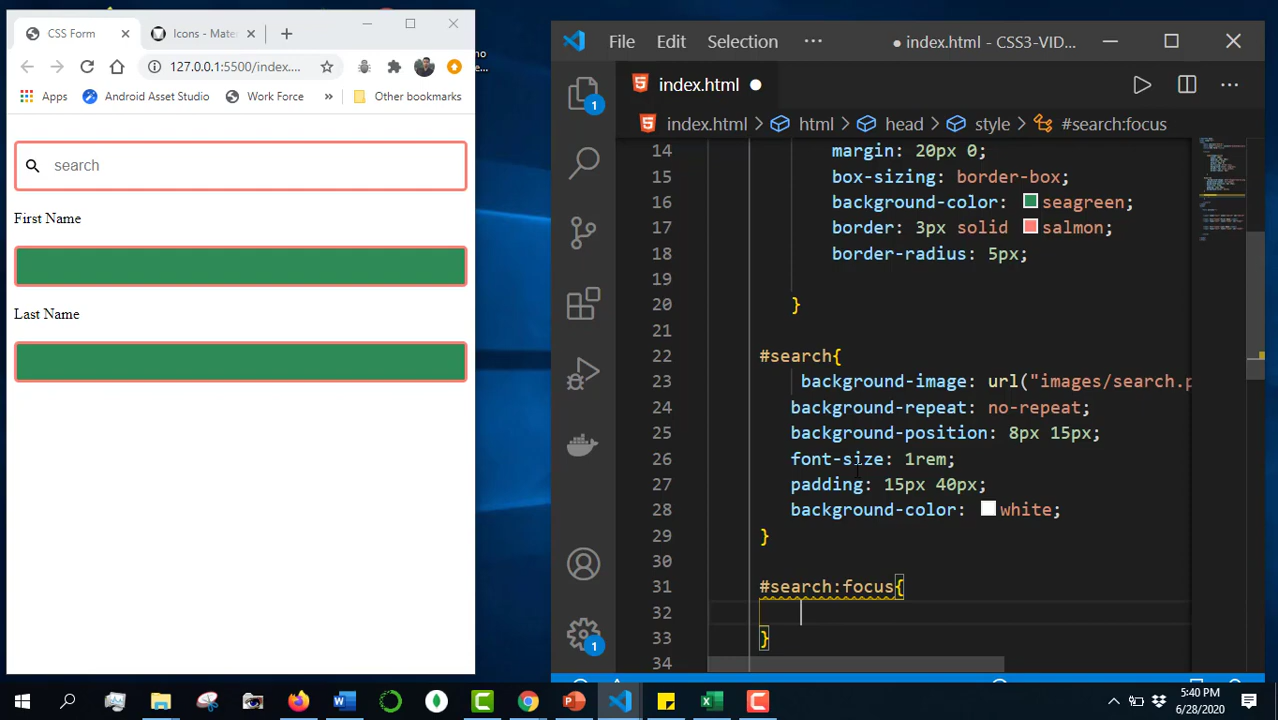 CSS Form
Icons - Mate
127.0.0.1:5500/index....
Apps
Android Asset Studio
Work Force
»
Other bookmarks
search
First Name
Last Name
no
e...
File Edit Selection ···
● index.html - CSS3-VID...
index.html
index.html > html > head > style > #search:focus
14 margin: 20px 0;
15 box-sizing: border-box;
16 background-color: seagreen;
17 border: 3px solid salmon;
18 border-radius: 5px;
19
20 }
21
22 #search{
23 background-image: url("images/search.p
24 background-repeat: no-repeat;
25 background-position: 8px 15px;
26 font-size: 1rem;
27 padding: 15px 40px;
28 background-color: white;
29 }
30
31 #search:focus{
32
33 }
34
1
1
5:40 PM
6/28/2020